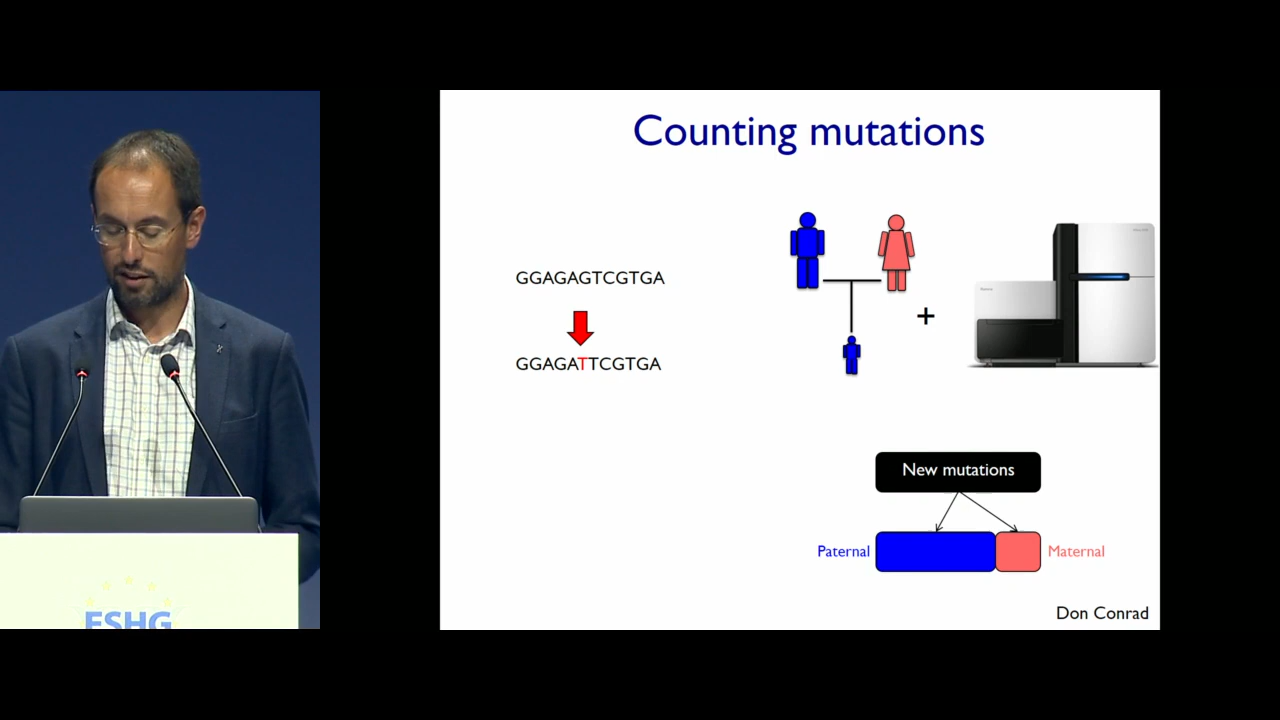 Counting mutations
GGAGAGTCGTGA
GGAGATTCGTGA
+
New mutations
Paternal
Maternal
Don Conrad
ESHG